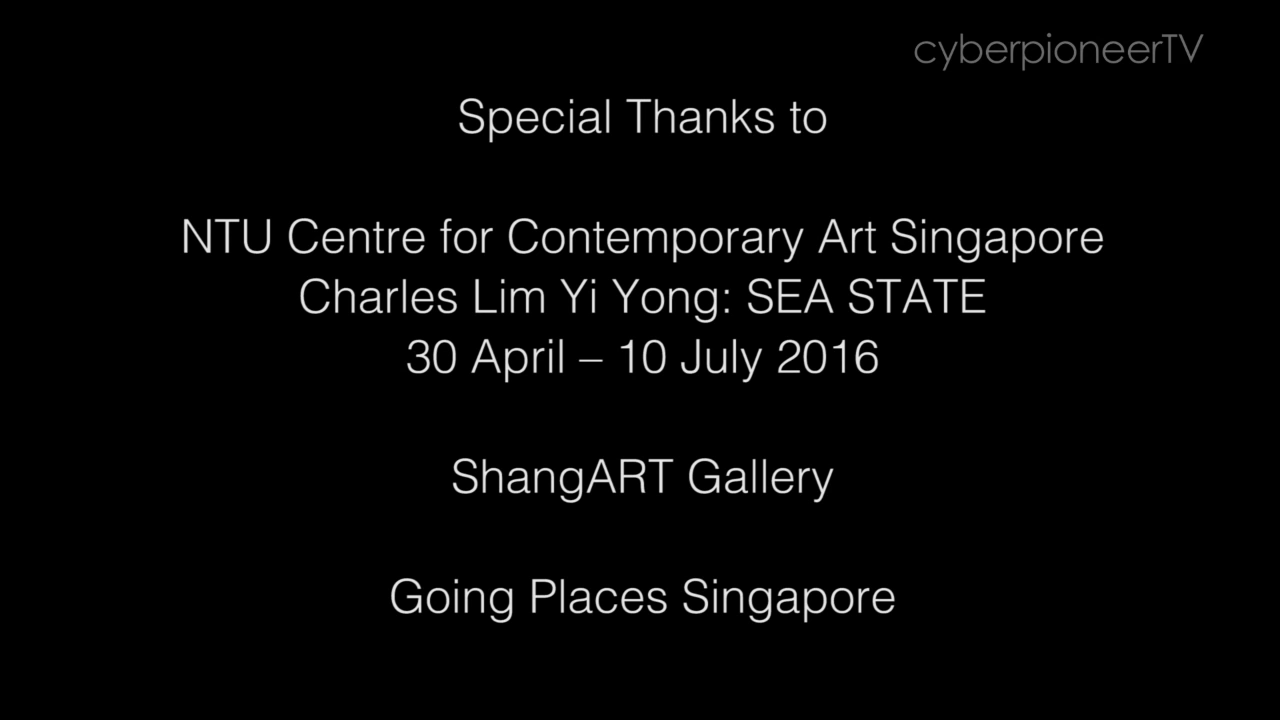 cyberpioneerTV
Special Thanks to
NTU Centre for Contemporary Art Singapore
Charles Lim Yi Yong: SEA STATE
30 April – 10 July 2016
ShangART Gallery
Going Places Singapore